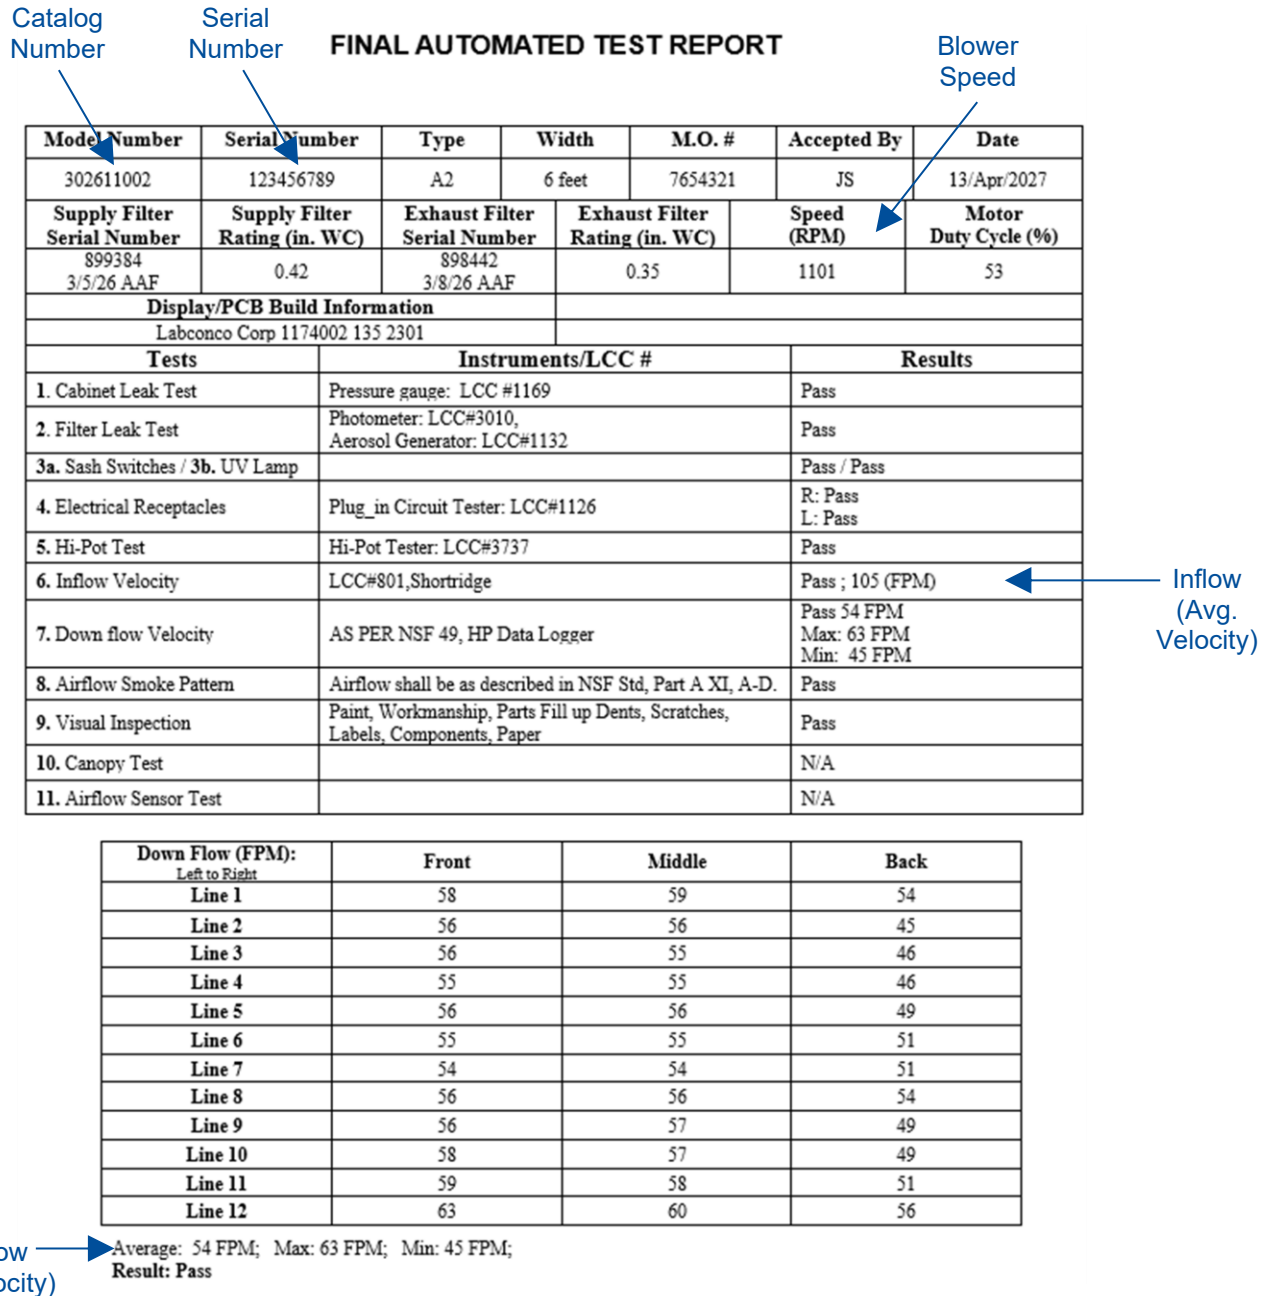 Catalog
Number
Serial
Number
FINAL AUTOMATED TEST REPORT
Blower
Speed
Model Number Serial Number Type Width M.O. # Accepted By Date
302611002 123456789 A2 6 feet 7654321 JS 13/Apr/2027
Supply Filter Serial Number Supply Filter Rating (in. WC) Exhaust Filter Serial Number Exhaust Filter Rating (in. WC) Speed (RPM) Motor Duty Cycle (%)
899384 3/5/26 AAF 0.42 898442 3/8/26 AAF 0.35 1101 53
Display/PCB Build Information
Labconco Corp 1174002 135 2301
Tests Instruments/LCC # Results
1. Cabinet Leak Test Pressure gauge: LCC #1169 Pass
2. Filter Leak Test Photometer: LCC#3010, Aerosol Generator: LCC#1132 Pass
3a. Sash Switches / 3b. UV Lamp Pass / Pass
4. Electrical Receptacles Plug_in Circuit Tester: LCC#1126 R: Pass L: Pass
5. Hi-Pot Test Hi-Pot Tester: LCC#3737 Pass
6. Inflow Velocity LCC#801,Shortridge Pass ; 105 (FPM)
Inflow
(Avg.
Velocity)
7. Down flow Velocity AS PER NSF 49, HP Data Logger Pass 54 FPM Max: 63 FPM Min: 45 FPM
8. Airflow Smoke Pattern Airflow shall be as described in NSF Std, Part A XI, A-D. Pass
9. Visual Inspection Paint, Workmanship, Parts Fill up Dents, Scratches, Labels, Components, Paper Pass
10. Canopy Test N/A
11. Airflow Sensor Test N/A
Down Flow (FPM): Left to Right Front Middle Back
Line 1 58 59 54
Line 2 56 56 45
Line 3 56 55 46
Line 4 55 55 46
Line 5 56 56 49
Line 6 55 55 51
Line 7 54 54 51
Line 8 56 56 54
Line 9 56 57 49
Line 10 58 57 49
Line 11 59 58 51
Line 12 63 60 56
Average: 54 FPM; Max: 63 FPM; Min: 45 FPM;
Result: Pass